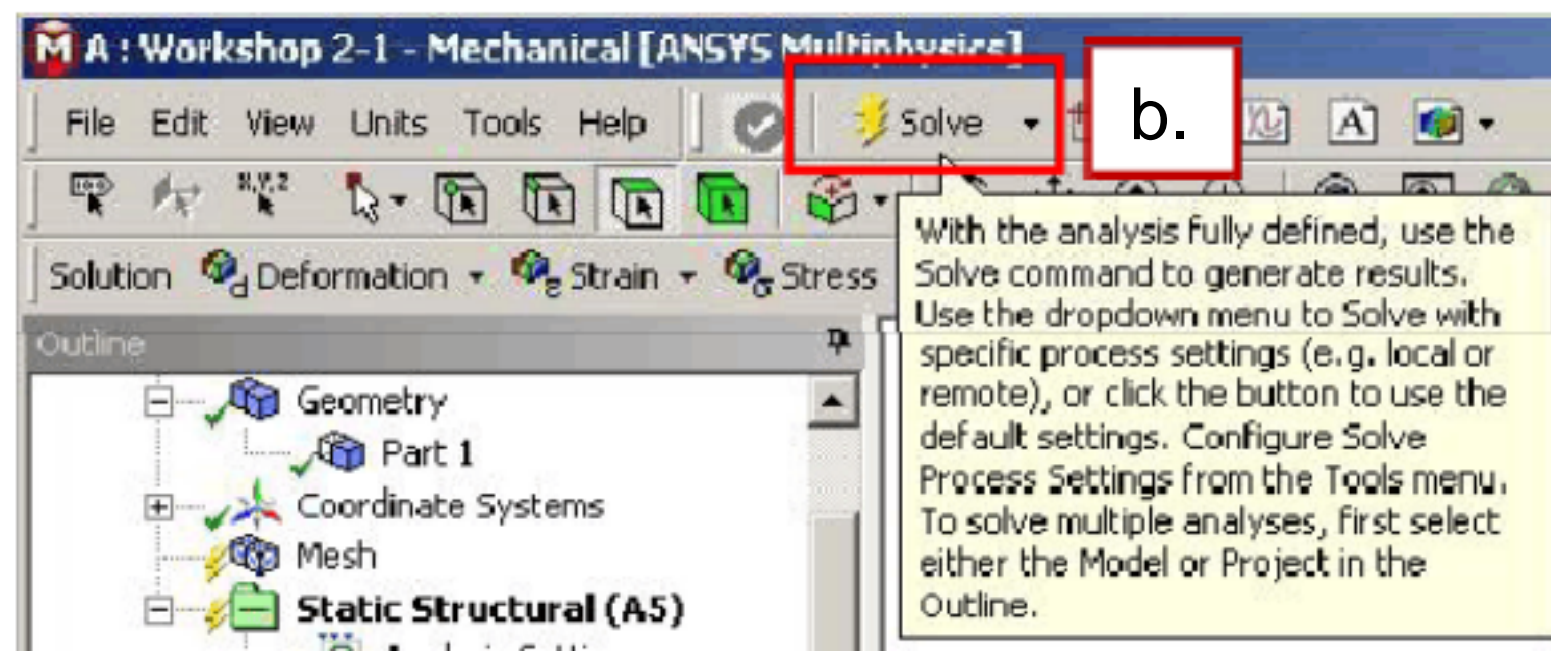 A : Workshop 2-1 - Mechanical [ANSYS Multiphysics]
File Edit View Units Tools Help Solve b. A
X,Y,Z
Solution Deformation Strain Stress
With the analysis fully defined, use the
Solve command to generate results.
Use the dropdown menu to Solve with
specific process settings (e.g. local or
remote), or click the button to use the
default settings. Configure Solve
Process Settings from the Tools menu.
To solve multiple analyses, first select
either the Model or Project in the
Outline.
Outline
Geometry
Part 1
Coordinate Systems
Mesh
Static Structural (A5)